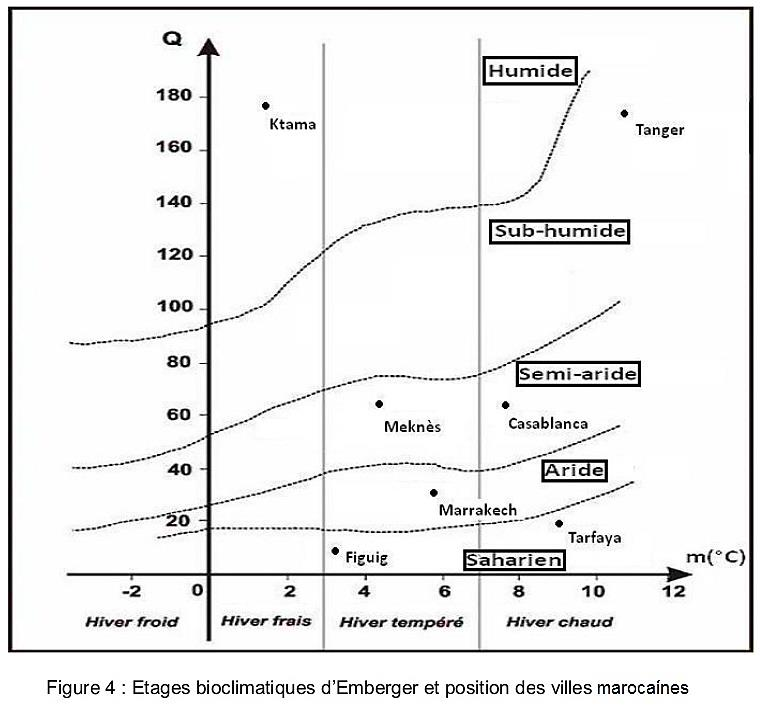 Q
Humide
180
Ktama
Tanger
160
140
Sub-humide
120
100
80
Semi-aride
60
Meknès
Casablanca
40
Aride
Marrakech
20
Tarfaya
Figuig
Saharien
m(°C)
-2 0 2 4 6 8 10 12
Hiver froid Hiver frais Hiver tempéré Hiver chaud
Figure 4 : Etages bioclimatiques d’Emberger et position des villes marocaínes